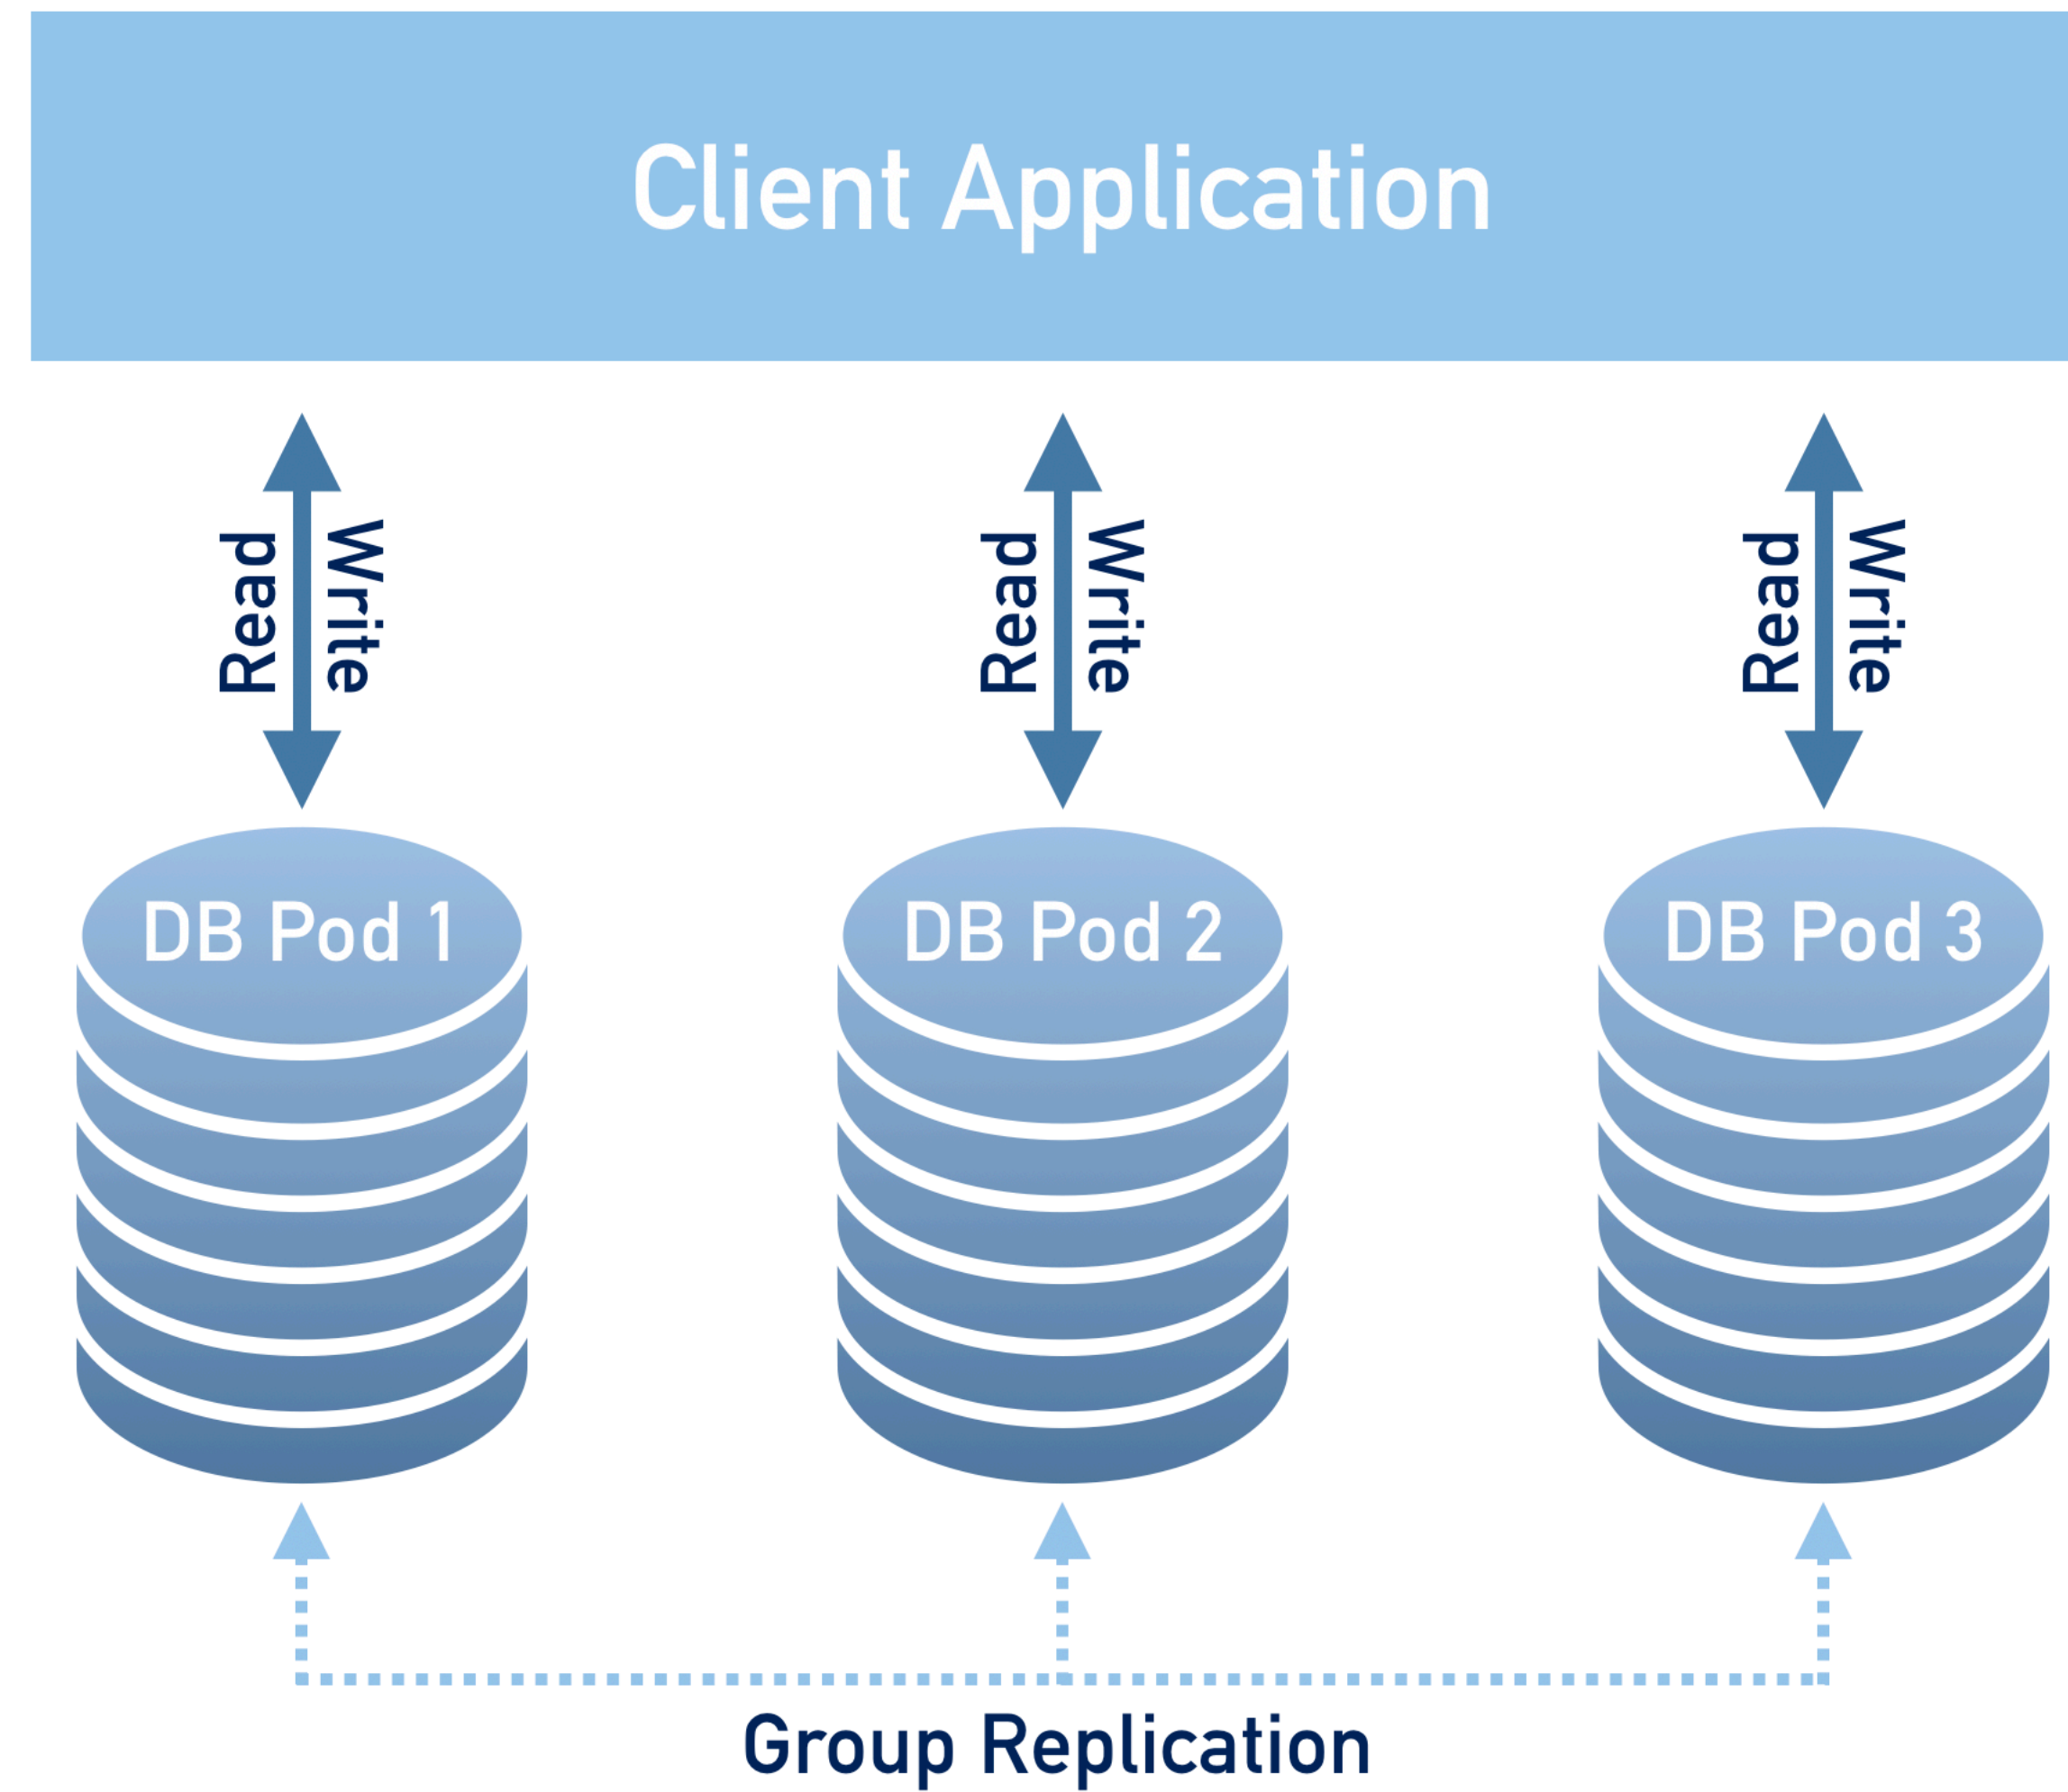 Client Application
Read
Write
Read
Write
Read
Write
DB Pod 1
DB Pod 2
DB Pod 3
Group Replication